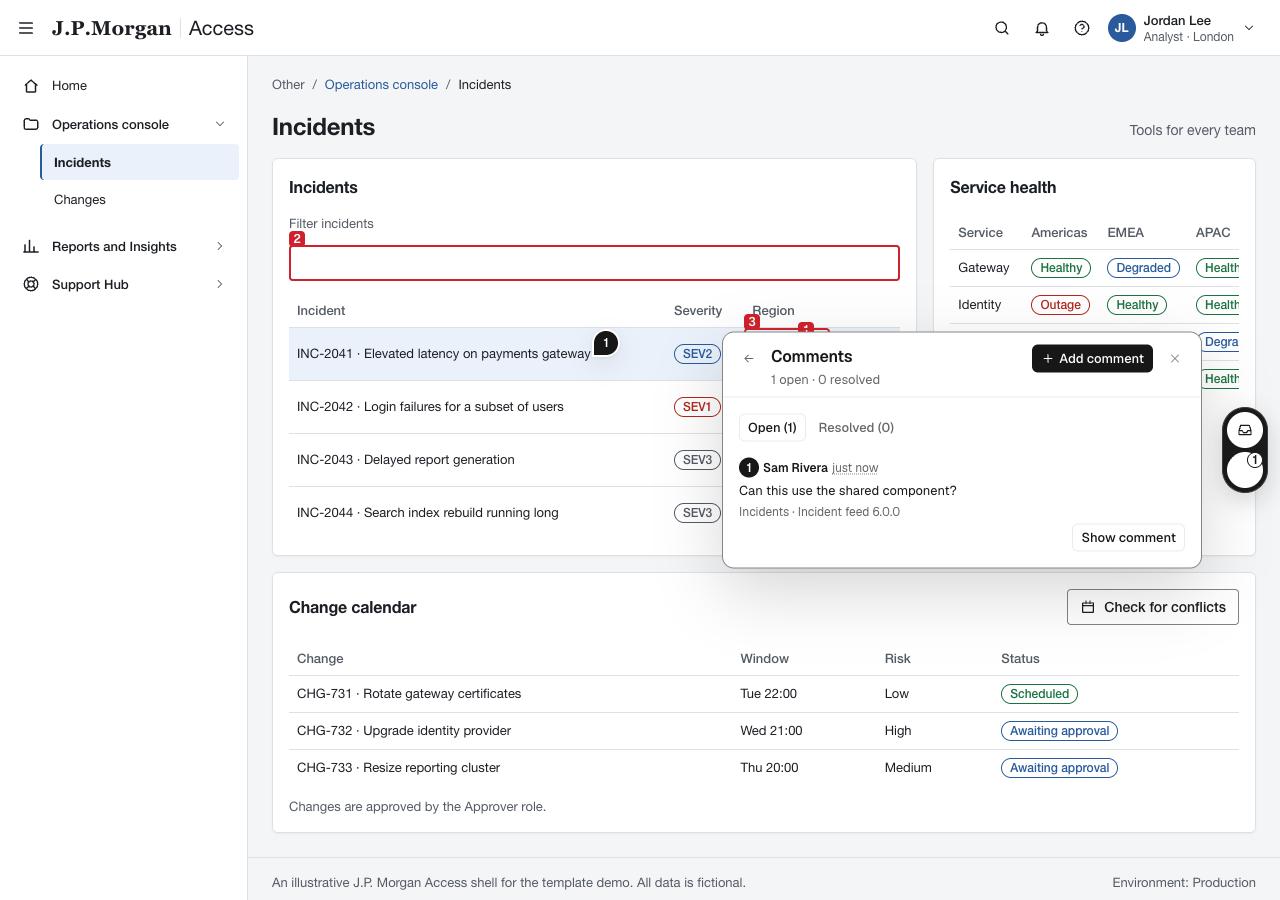 J.P.Morgan Access
JL
Jordan Lee
Analyst · London
Home
Operations console
Incidents
Changes
Reports and Insights
Support Hub
Other / Operations console / Incidents
Incidents
Tools for every team
Incidents
Filter incidents
2
Incident Severity Region
3
INC-2041 · Elevated latency on payments gateway
1
SEV2
INC-2042 · Login failures for a subset of users
SEV1
INC-2043 · Delayed report generation
SEV3
INC-2044 · Search index rebuild running long
SEV3
Service health
Service Americas EMEA APAC
Gateway Healthy Degraded Health
Identity Outage Healthy Health
Degra
Health
Comments
1 open · 0 resolved
Add comment
Open (1) Resolved (0)
1 Sam Rivera just now
Can this use the shared component?
Incidents · Incident feed 6.0.0
Show comment
1
Change calendar
Check for conflicts
Change Window Risk Status
CHG-731 · Rotate gateway certificates Tue 22:00 Low Scheduled
CHG-732 · Upgrade identity provider Wed 21:00 High Awaiting approval
CHG-733 · Resize reporting cluster Thu 20:00 Medium Awaiting approval
Changes are approved by the Approver role.
An illustrative J.P. Morgan Access shell for the template demo. All data is fictional.
Environment: Production